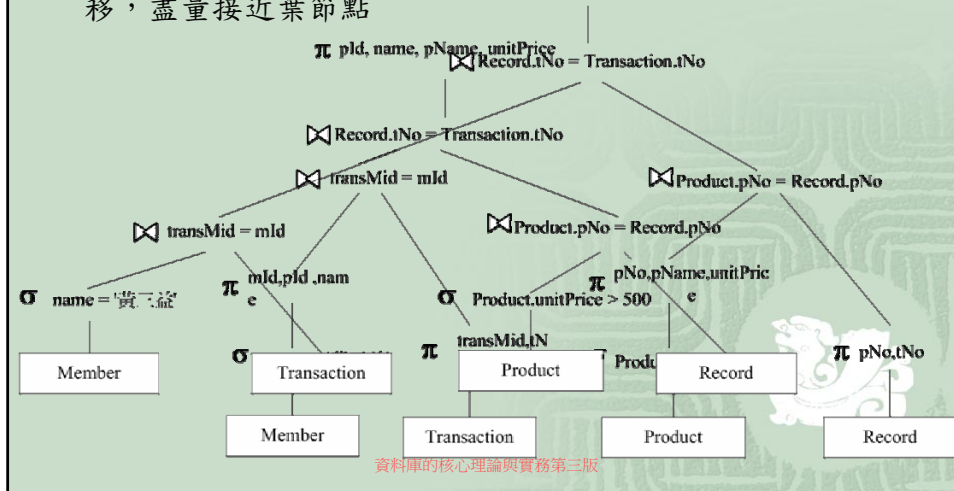 移，盡量接近葉節點
π pId, name, pName, unitPrice
⋈ Record.tNo = Transaction.tNo
⋈ Record.tNo = Transaction.tNo
⋈ transMid = mId
⋈ Product.pNo = Record.pNo
⋈ transMid = mId
⋈ Product.pNo = Record.pNo
σ name =
π mId,pId ,nam
e
σ Product.unitPrice > 500
π pNo,pName,unitPric
e
σ
π transMid,tN
Produ
π pNo,tNo
Member
Transaction
Product
Record
Member
Transaction
Product
Record
資料庫的核心理論與實務第三版